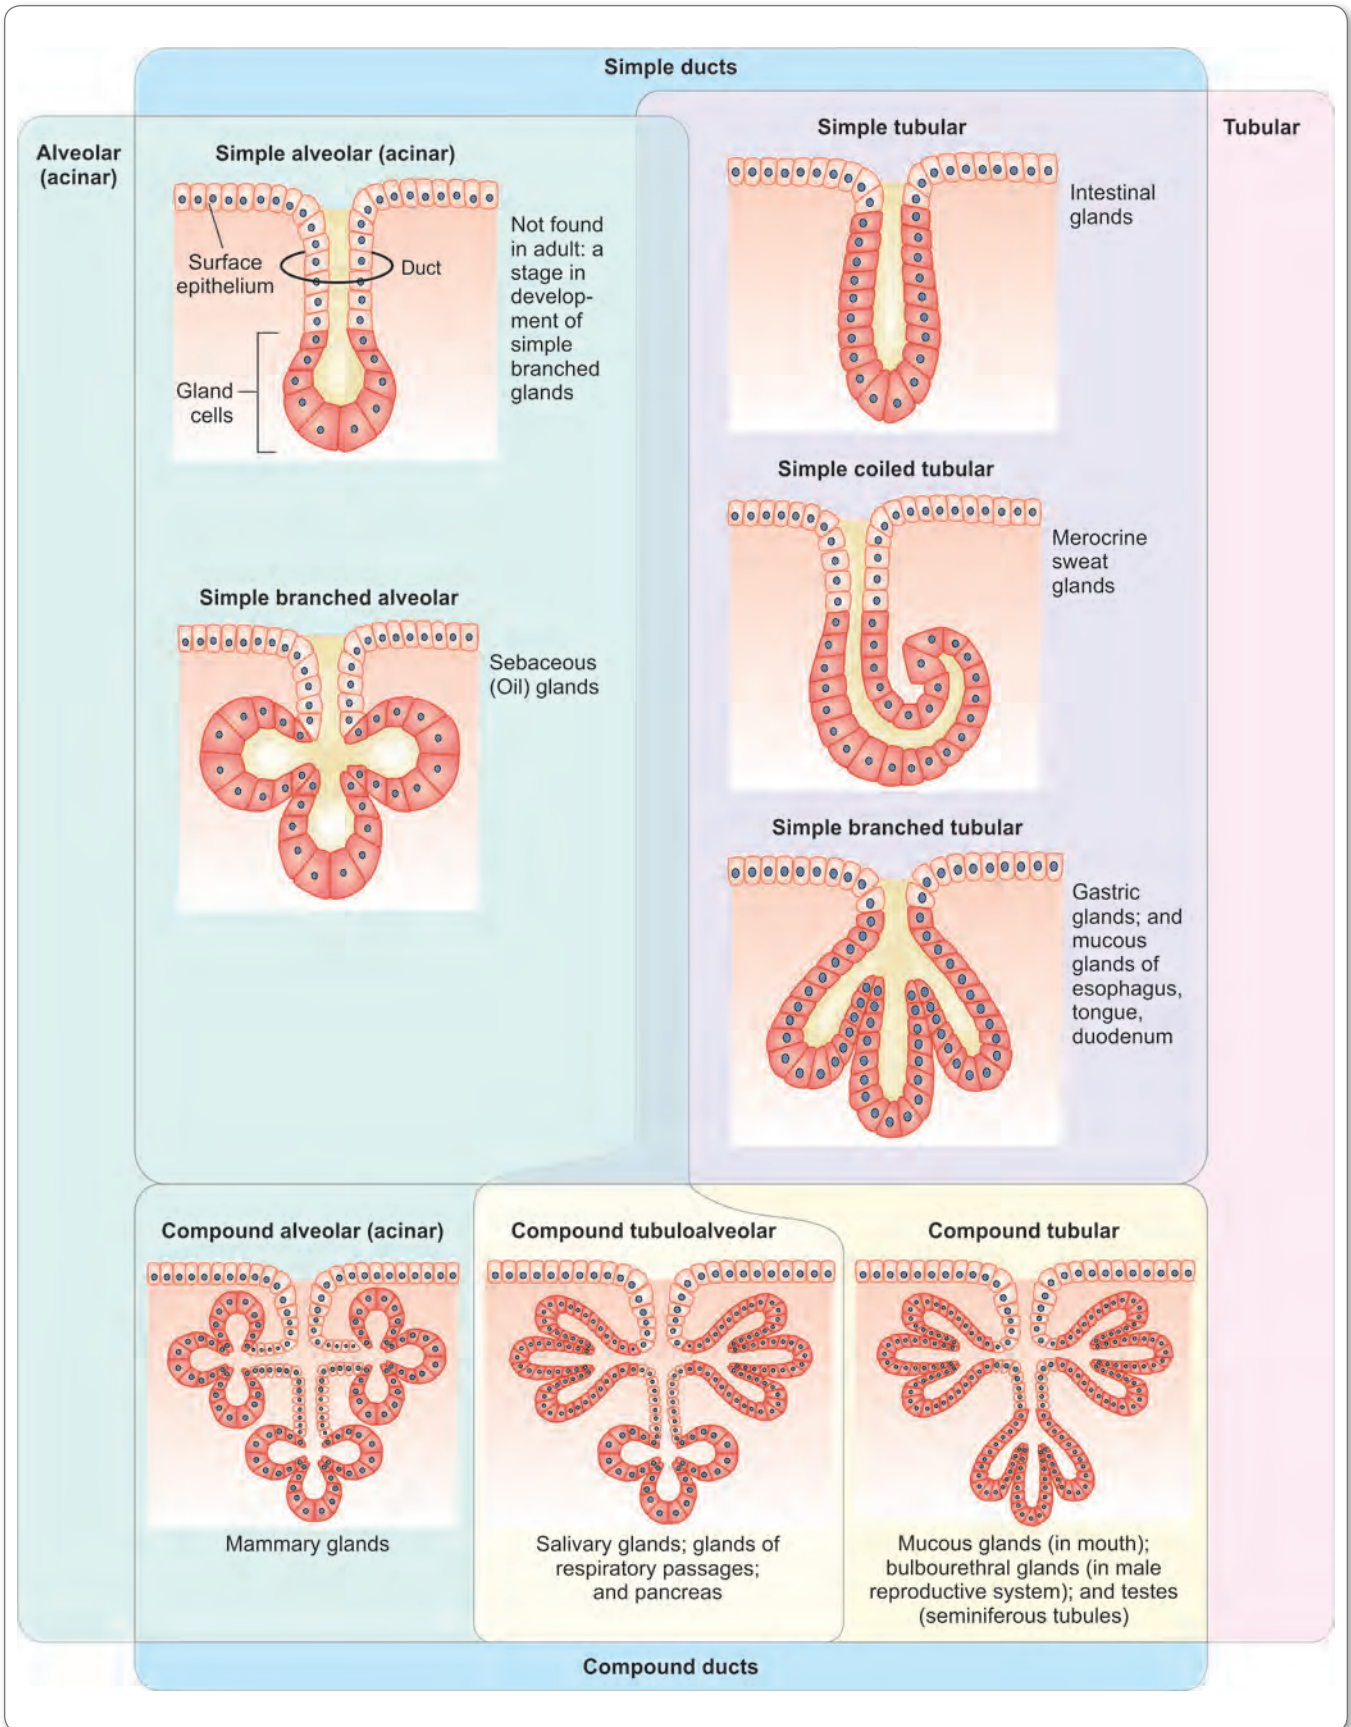 Simple ducts
Alveolar
(acinar)
Simple alveolar (acinar)
Surface
epithelium
Duct
Gland
cells
Not found
in adult: a
stage in
develop-
ment of
simple
branched
glands
Simple branched alveolar
Sebaceous
(Oil) glands
Simple tubular
Intestinal
glands
Tubular
Simple coiled tubular
Merocrine
sweat
glands
Simple branched tubular
Gastric
glands; and
mucous
glands of
esophagus,
tongue,
duodenum
Compound alveolar (acinar)
Mammary glands
Compound tubuloalveolar
Salivary glands; glands of
respiratory passages;
and pancreas
Compound tubular
Mucous glands (in mouth);
bulbourethral glands (in male
reproductive system); and testes
(seminiferous tubules)
Compound ducts